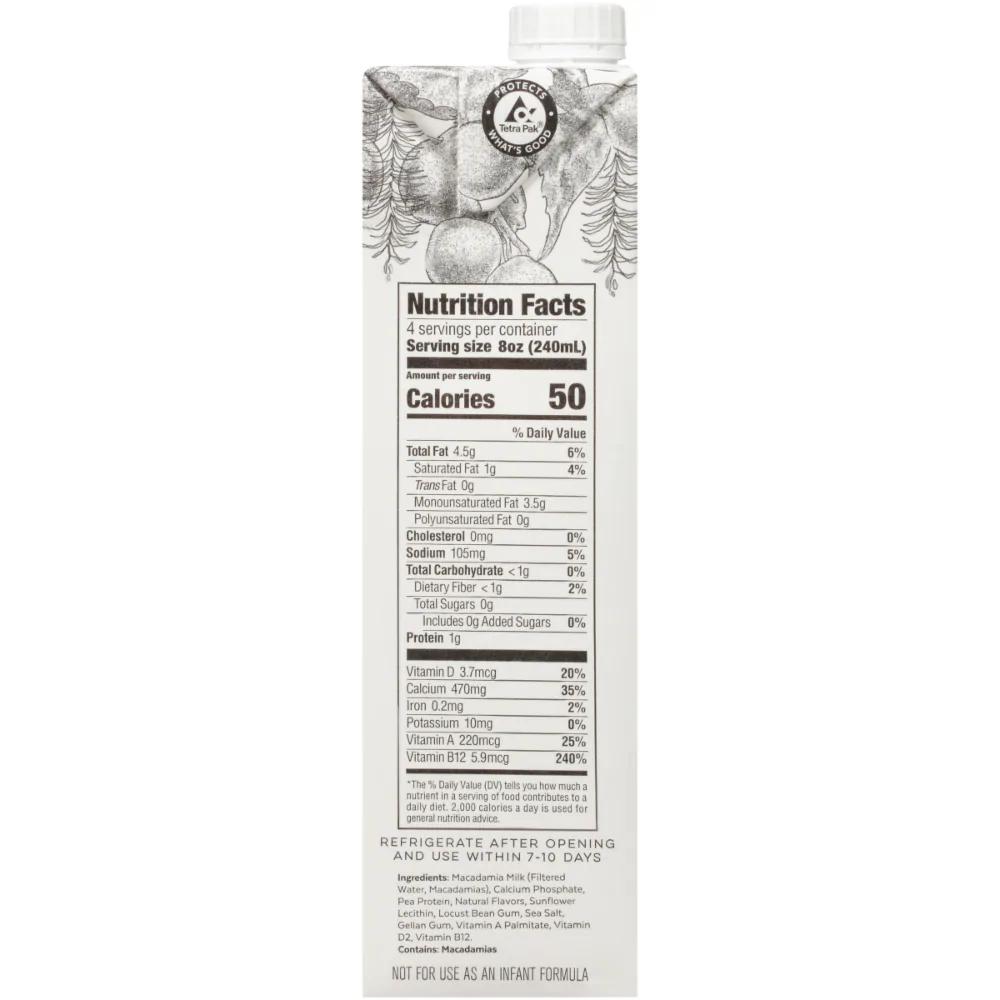 PROTECTS
Tetra Pak®
WHAT'S GOOD
Nutrition Facts
4 servings per container
Serving size 8oz (240mL)
Amount per serving
Calories 50
% Daily Value
Total Fat 4.5g 6%
Saturated Fat 1g 4%
Trans Fat 0g
Monounsaturated Fat 3.5g
Polyunsaturated Fat 0g
Cholesterol 0mg 0%
Sodium 105mg 5%
Total Carbohydrate <1g 0%
Dietary Fiber <1g 2%
Total Sugars 0g
Includes 0g Added Sugars 0%
Protein 1g
Vitamin D 3.7mcg 20%
Calcium 470mg 35%
Iron 0.2mg 2%
Potassium 10mg 0%
Vitamin A 220mcg 25%
Vitamin B12 5.9mcg 240%
*The % Daily Value (DV) tells you how much a
nutrient in a serving of food contributes to a
daily diet. 2,000 calories a day is used for
general nutrition advice.
REFRIGERATE AFTER OPENING
AND USE WITHIN 7-10 DAYS
Ingredients: Macadamia Milk (Filtered
Water, Macadamias), Calcium Phosphate,
Pea Protein, Natural Flavors, Sunflower
Lecithin, Locust Bean Gum, Sea Salt,
Gellan Gum, Vitamin A Palmitate, Vitamin
D2, Vitamin B12.
Contains: Macadamias
NOT FOR USE AS AN INFANT FORMULA